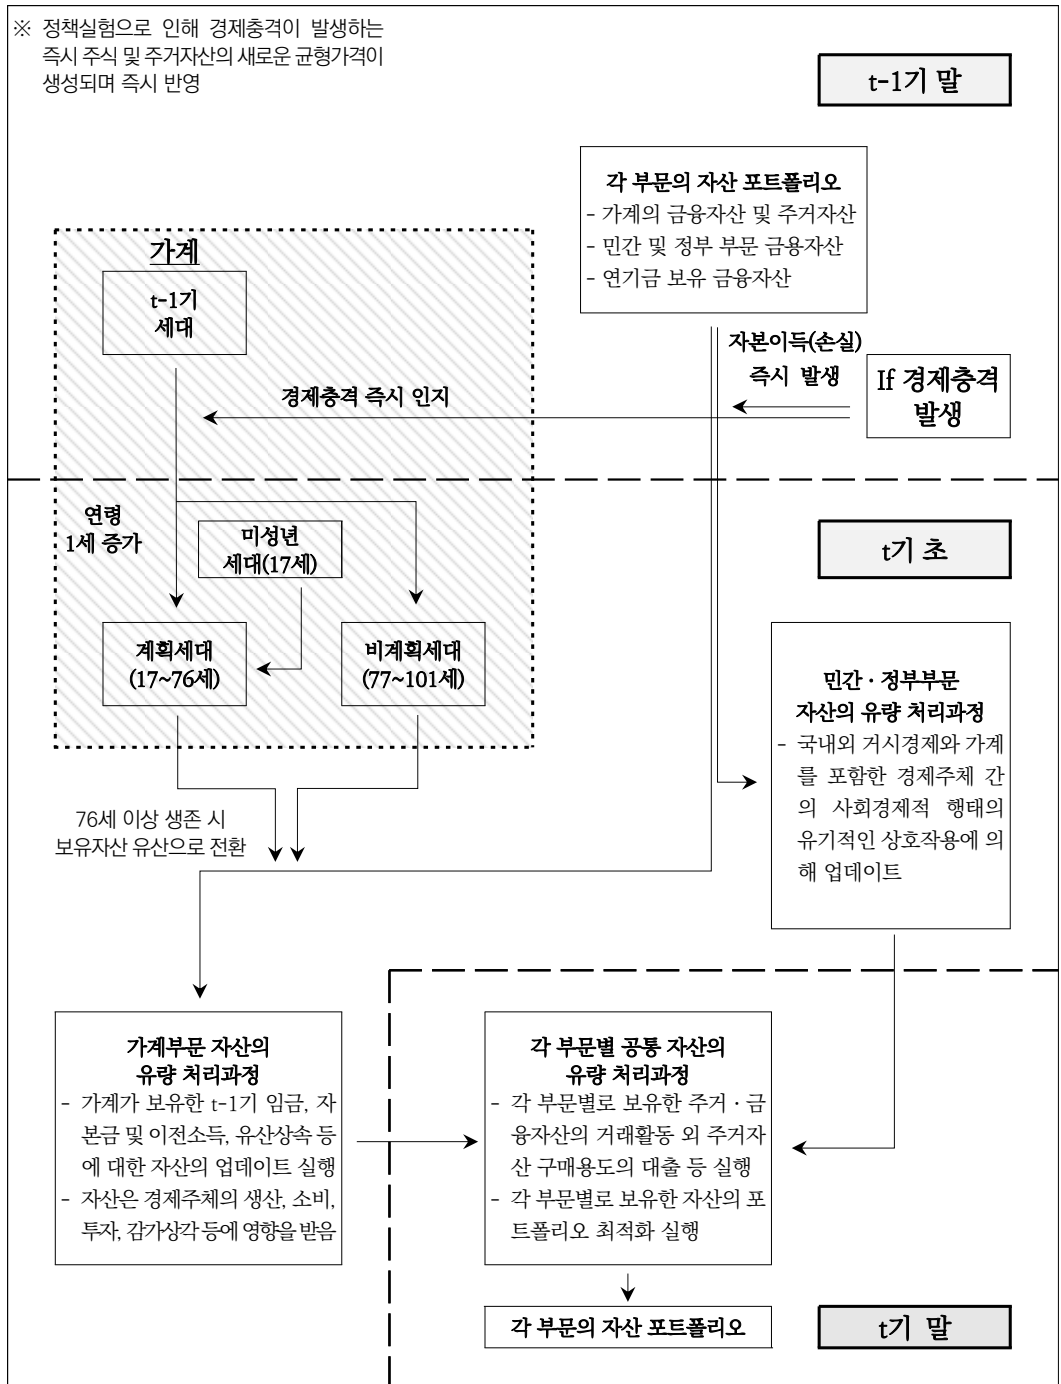 ※ 정책실험으로 인해 경제충격이 발생하는
즉시 주식 및 주거자산의 새로운 균형가격이
생성되며 즉시 반영
t-1기 말
각 부문의 자산 포트폴리오
- 가계의 금융자산 및 주거자산
- 민간 및 정부 부문 금용자산
- 연기금 보유 금융자산
가계
t-1기
세대
자본이득(손실)
즉시 발생
If 경제충격
발생
경제충격 즉시 인지
연령
1세 증가
미성년
세대(17세)
t기 초
계획세대
(17~76세)
비계획세대
(77~101세)
민간·정부부문
자산의 유량 처리과정
- 국내외 거시경제와 가계
를 포함한 경제주체 간
의 사회경제적 행태의
유기적인 상호작용에 의
해 업데이트
76세 이상 생존 시
보유자산 유산으로 전환
가계부문 자산의
유량 처리과정
- 가계가 보유한 t-1기 임금, 자
본금 및 이전소득, 유산상속 등
에 대한 자산의 업데이트 실행
- 자산은 경제주체의 생산, 소비,
투자, 감가상각 등에 영향을 받음
각 부문별 공통 자산의
유량 처리과정
- 각 부문별로 보유한 주거·금
융자산의 거래활동 외 주거자
산 구매용도의 대출 등 실행
- 각 부문별로 보유한 자산의 포
트폴리오 최적화 실행
각 부문의 자산 포트폴리오
t기 말